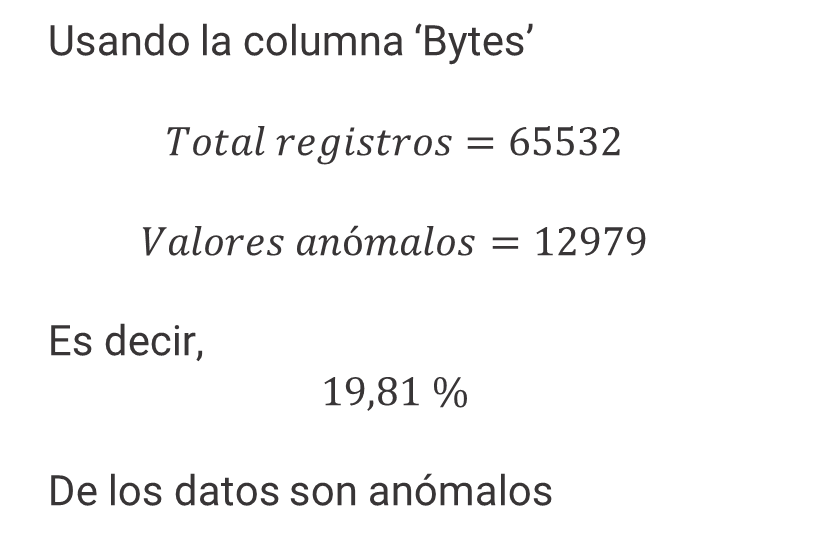 Usando la columna ‘Bytes’
Total registros = 65532
Valores anómalos = 12979
Es decir,
19,81 %
De los datos son anómalos